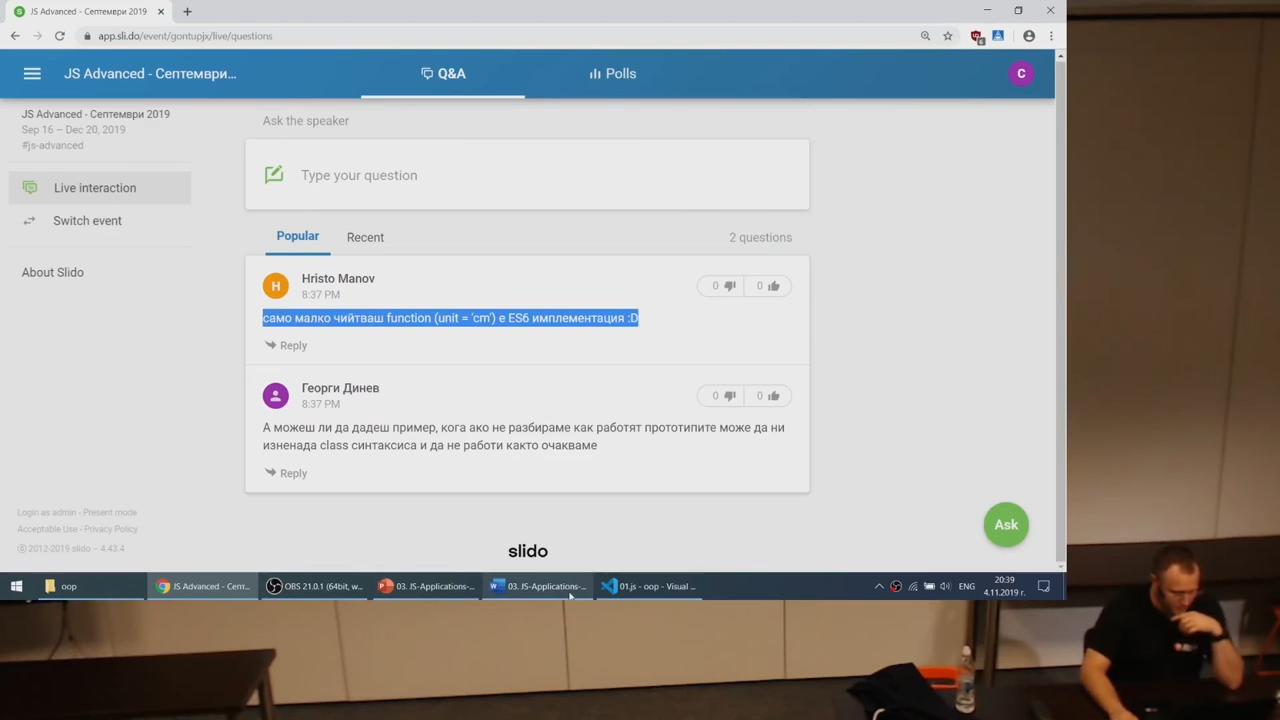 JS Advanced - Септември 2019
app.sli.do/event/gontupjx/live/questions
6
JS Advanced - Септември...
Q&A
Polls
C
JS Advanced - Септември 2019
Sep 16 – Dec 20, 2019
#js-advanced
Live interaction
Switch event
About Slido
Ask the speaker
Type your question
Popular
Recent
2 questions
H
Hristo Manov
8:37 PM
0
0
само малко чийтваш function (unit = 'cm') е ES6 имплементация :D
Reply
Георги Динев
8:37 PM
0
0
А можеш ли да дадеш пример, кога ако не разбираме как работят прототипите може да ни
изненада class синтаксиса и да не работи както очакваме
Reply
Login as admin - Present mode
Acceptable Use - Privacy Policy
© 2012-2019 slido – 4.43.4
Ask
slido
oop
JS Advanced - Септ...
OBS 21.0.1 (64bit, w...
03. JS-Applications-...
03. JS-Applications-...
01.js - oop - Visual ...
ЕНГ
20:39
4.11.2019 г.